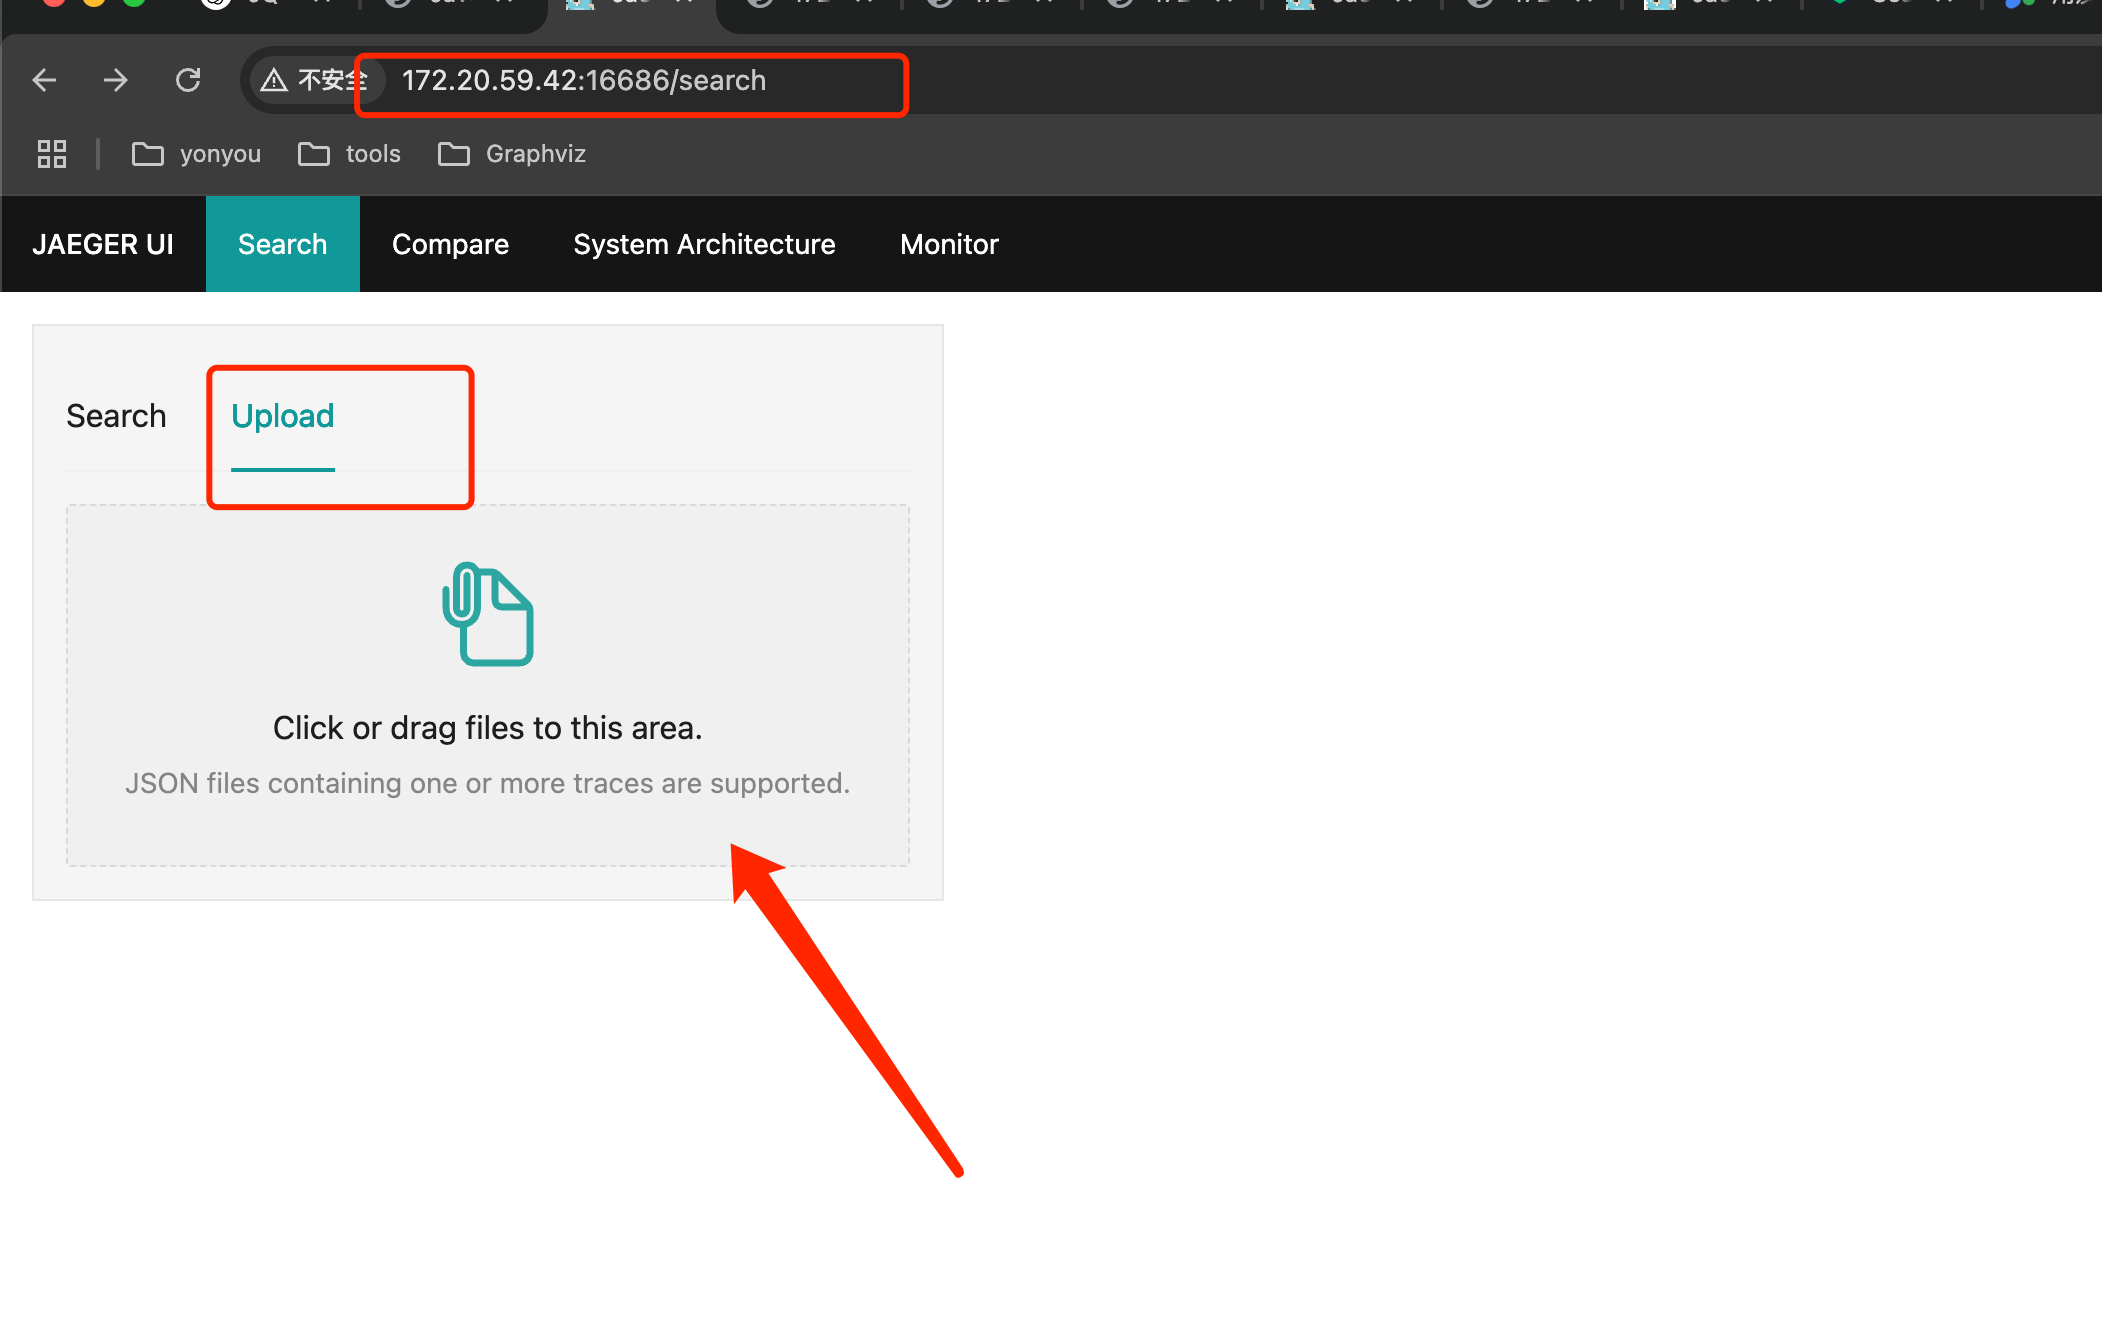 不安全 172.20.59.42:16686/search
yonyou tools Graphviz
JAEGER UI Search Compare System Architecture Monitor
Search Upload
Click or drag files to this area.
JSON files containing one or more traces are supported.